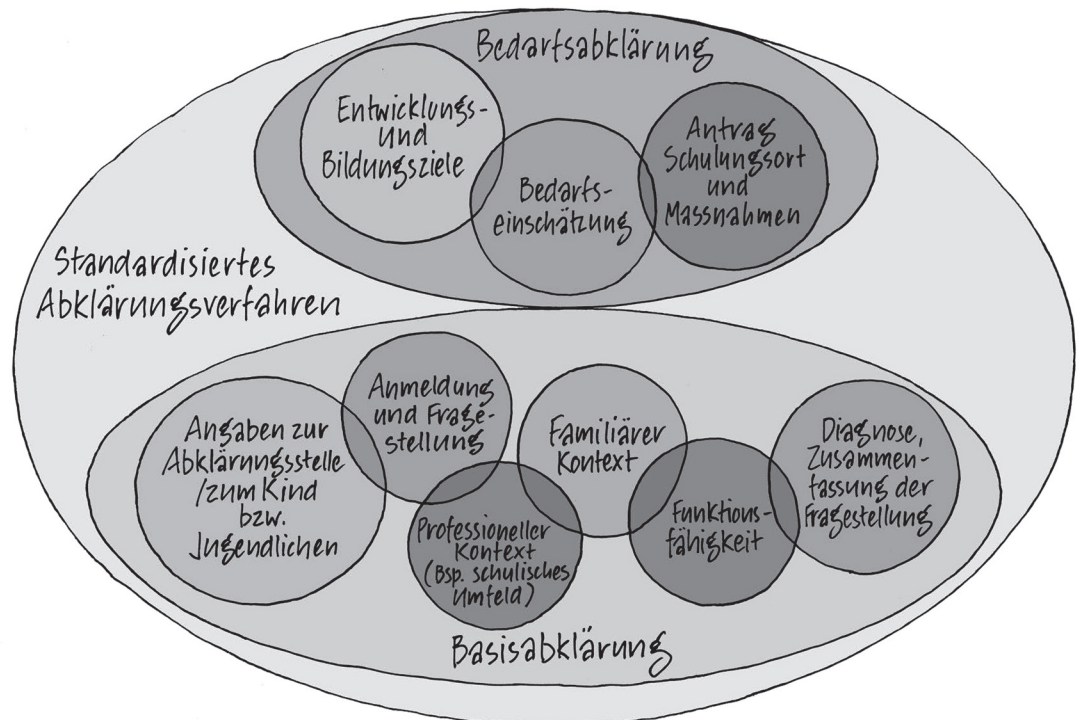 Bedarfsabklärung
Entwicklungs-
und
Bildungsziele
Bedarfs-
einschätzung
Antrag
Schulungsort
und
Massnahmen
Standardisiertes
Abklärungsverfahren
Angaben zur
Abklärungsstelle
/zum Kind
bzw.
Jugendlichen
Anmeldung
und Frage-
stellung
Professioneller
Kontext
(Bsp. schulisches
Umfeld)
Familiärer
Kontext
Funktions-
fähigkeit
Diagnose,
Zusammen-
fassung der
Fragestellung
Basisabklärung